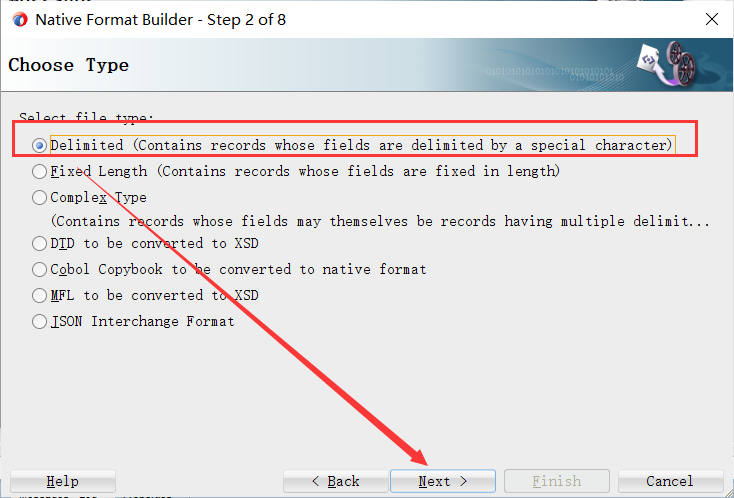 Native Format Builder - Step 2 of 8
Choose Type
Select file type:
Delimited (Contains records whose fields are delimited by a special character)
Fixed Length (Contains records whose fields are fixed in length)
Complex Type
(Contains records whose fields may themselves be records having multiple delimit...
DTD to be converted to XSD
Cobol Copybook to be converted to native format
MFL to be converted to XSD
JSON Interchange Format
Help < Back Next > Finish Cancel